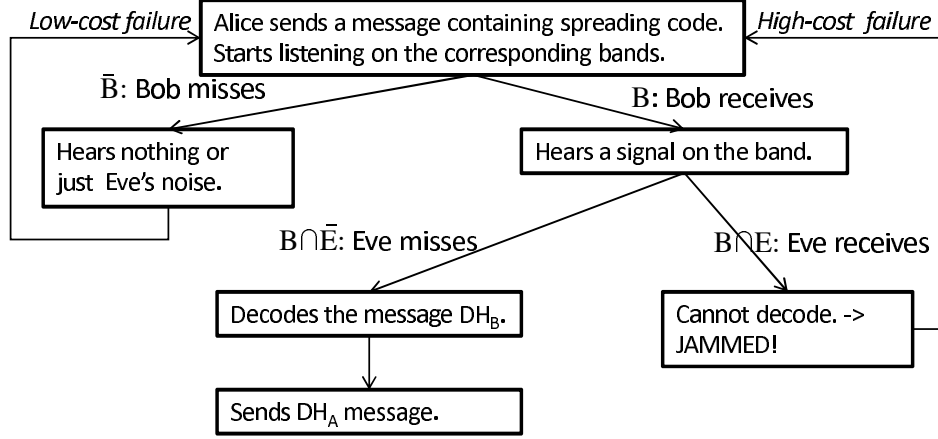 Low-cost failure
Alice sends a message containing spreading code.
Starts listening on the corresponding bands.
High-cost failure
B̄: Bob misses
B: Bob receives
Hears nothing or
just Eve's noise.
Hears a signal on the band.
B∩Ē: Eve misses
B∩E: Eve receives
Decodes the message DH_B.
Cannot decode. ->
JAMMED!
Sends DH_A message.